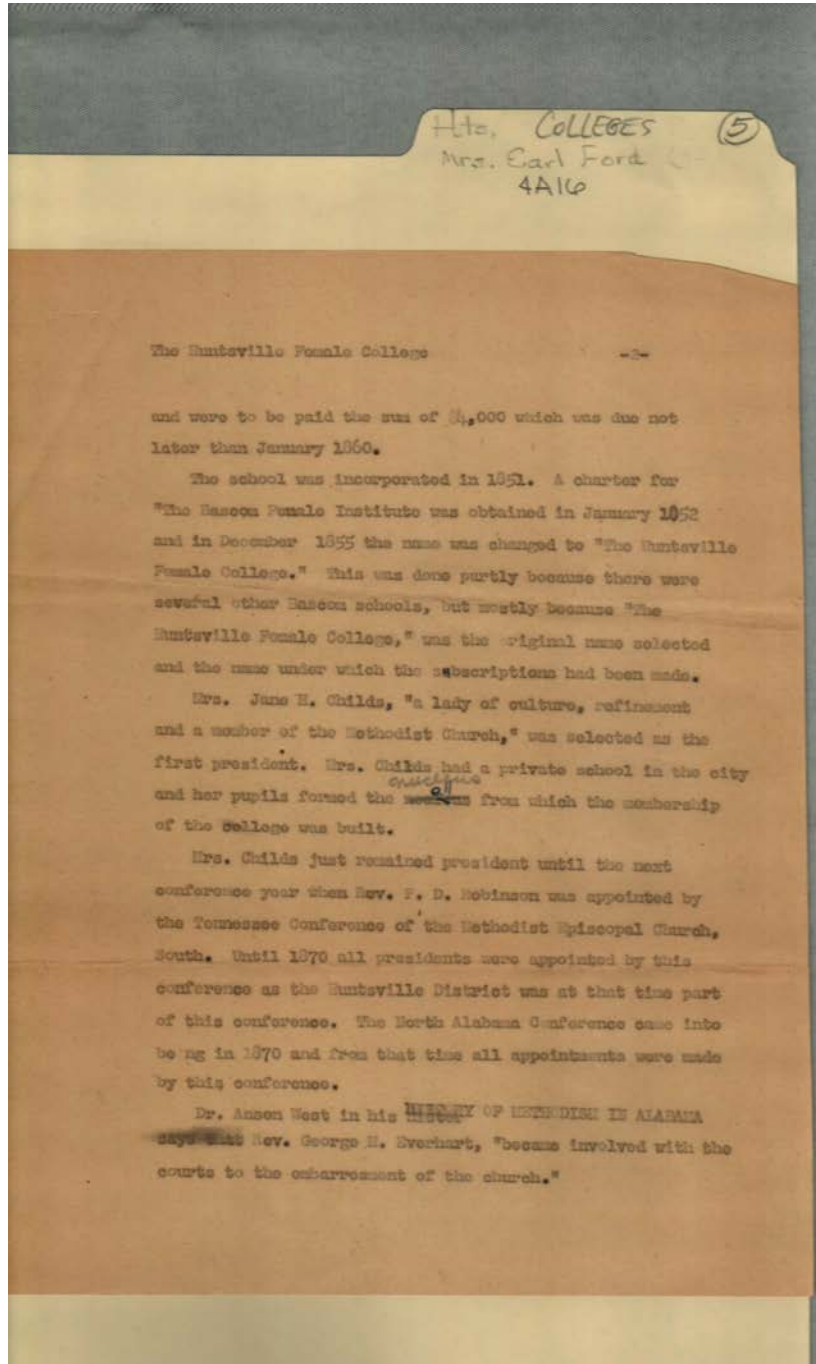 Hts. COLLEGES (5)
Mrs. Earl Ford
4A16
The Huntsville Female College -2-
and were to be paid the sum of $4,000 which was due not
later than January 1860.
The school was incorporated in 1851. A charter for
"The Bascom Female Institute was obtained in January 1852
and in December 1855 the name was changed to "The Huntsville
Female College." This was done partly because there were
several other Bascom schools, but mostly because "The
Huntsville Female College," was the original name selected
and the name under which the subscriptions had been made.
Mrs. Jane H. Childs, "a lady of culture, refinement
and a member of the Methodist Church," was selected as the
first president. Mrs. Childs had a private school in the city
nucleus
and her pupils formed the from which the membership
of the college was built.
Mrs. Childs just remained president until the next
conference year when Rev. P. D. Robinson was appointed by
the Tennessee Conference of the Methodist Episcopal Church,
South. Until 1870 all presidents were appointed by this
conference as the Huntsville District was at that time part
of this conference. The North Alabama Conference came into
be ng in 1870 and from that time all appointments were made
by this conference.
Dr. Anson West in his HISTORY OF METHODISM IN ALABAMA
says that Rev. George M. Everhart, "became involved with the
courts to the embarresment of the church."